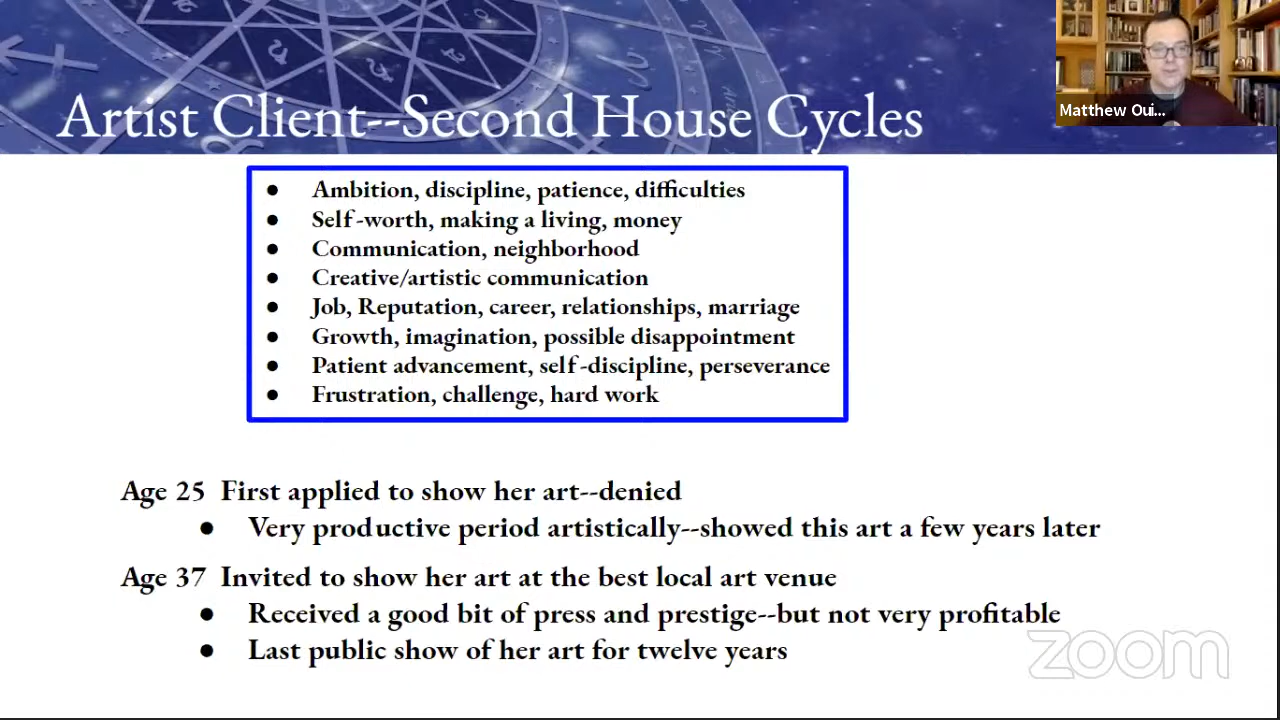 Artist Client--Second House Cycles
Matthew Oui...
● Ambition, discipline, patience, difficulties
● Self-worth, making a living, money
● Communication, neighborhood
● Creative/artistic communication
● Job, Reputation, career, relationships, marriage
● Growth, imagination, possible disappointment
● Patient advancement, self-discipline, perseverance
● Frustration, challenge, hard work
Age 25 First applied to show her art--denied
● Very productive period artistically--showed this art a few years later
Age 37 Invited to show her art at the best local art venue
● Received a good bit of press and prestige--but not very profitable
● Last public show of her art for twelve years
zoom